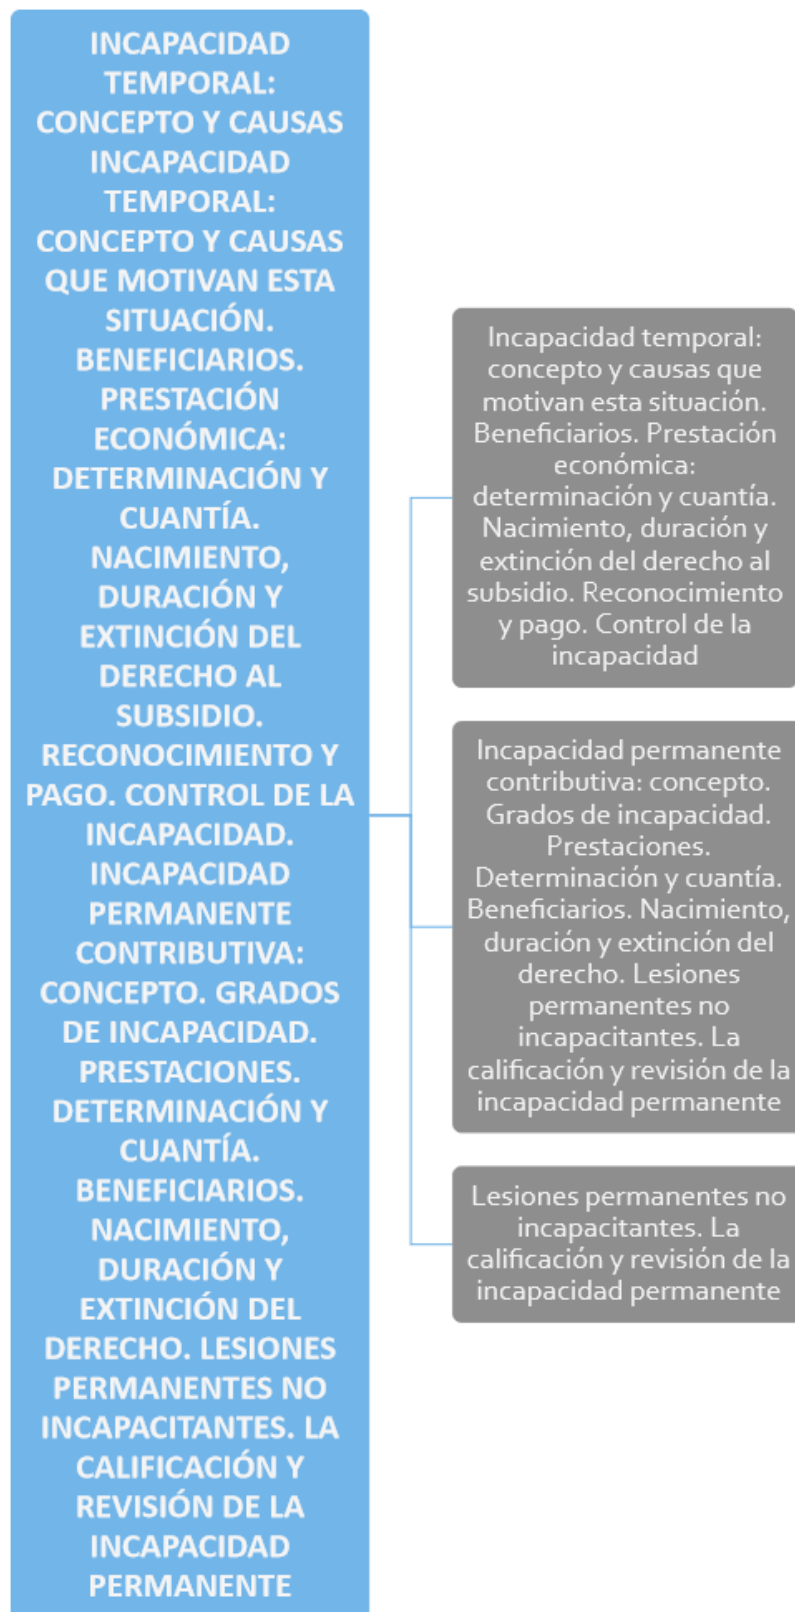 INCAPACIDAD
TEMPORAL:
CONCEPTO Y CAUSAS
INCAPACIDAD
TEMPORAL:
CONCEPTO Y CAUSAS
QUE MOTIVAN ESTA
SITUACIÓN.
BENEFICIARIOS.
PRESTACIÓN
ECONÓMICA:
DETERMINACIÓN Y
CUANTÍA.
NACIMIENTO,
DURACIÓN Y
EXTINCIÓN DEL
DERECHO AL
SUBSIDIO.
RECONOCIMIENTO Y
PAGO. CONTROL DE LA
INCAPACIDAD.
INCAPACIDAD
PERMANENTE
CONTRIBUTIVA:
CONCEPTO. GRADOS
DE INCAPACIDAD.
PRESTACIONES.
DETERMINACIÓN Y
CUANTÍA.
BENEFICIARIOS.
NACIMIENTO,
DURACIÓN Y
EXTINCIÓN DEL
DERECHO. LESIONES
PERMANENTES NO
INCAPACITANTES. LA
CALIFICACIÓN Y
REVISIÓN DE LA
INCAPACIDAD
PERMANENTE
Incapacidad temporal:
concepto y causas que
motivan esta situación.
Beneficiarios. Prestación
económica:
determinación y cuantía.
Nacimiento, duración y
extinción del derecho al
subsidio. Reconocimiento
y pago. Control de la
incapacidad
Incapacidad permanente
contributiva: concepto.
Grados de incapacidad.
Prestaciones.
Determinación y cuantía.
Beneficiarios. Nacimiento,
duración y extinción del
derecho. Lesiones
permanentes no
incapacitantes. La
calificación y revisión de la
incapacidad permanente
Lesiones permanentes no
incapacitantes. La
calificación y revisión de la
incapacidad permanente